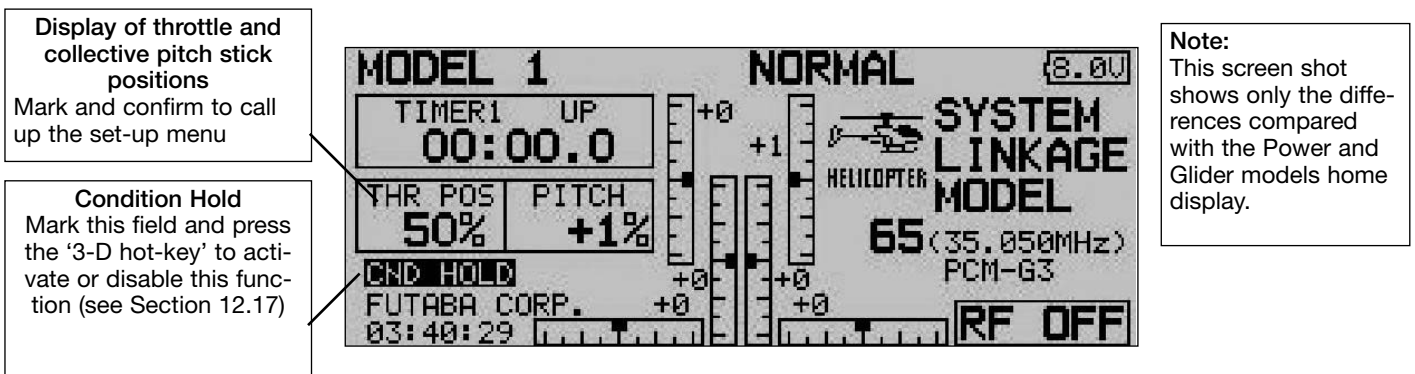 Display of throttle and
collective pitch stick
positions
Mark and confirm to call
up the set-up menu
Condition Hold
Mark this field and press
the ‘3-D hot-key’ to acti-
vate or disable this func-
tion (see Section 12.17)
MODEL 1 NORMAL 8.0V
TIMER1 UP
00:00.0
THR POS PITCH
50% +1%
CND HOLD
FUTABA CORP.
03:40:29
+0
+1
+0
+0
+0
+0
HELICOPTER
SYSTEM
LINKAGE
MODEL
65(35.050MHz)
PCM-G3
RF OFF
Note:
This screen shot
shows only the diffe-
rences compared
with the Power and
Glider models home
display.